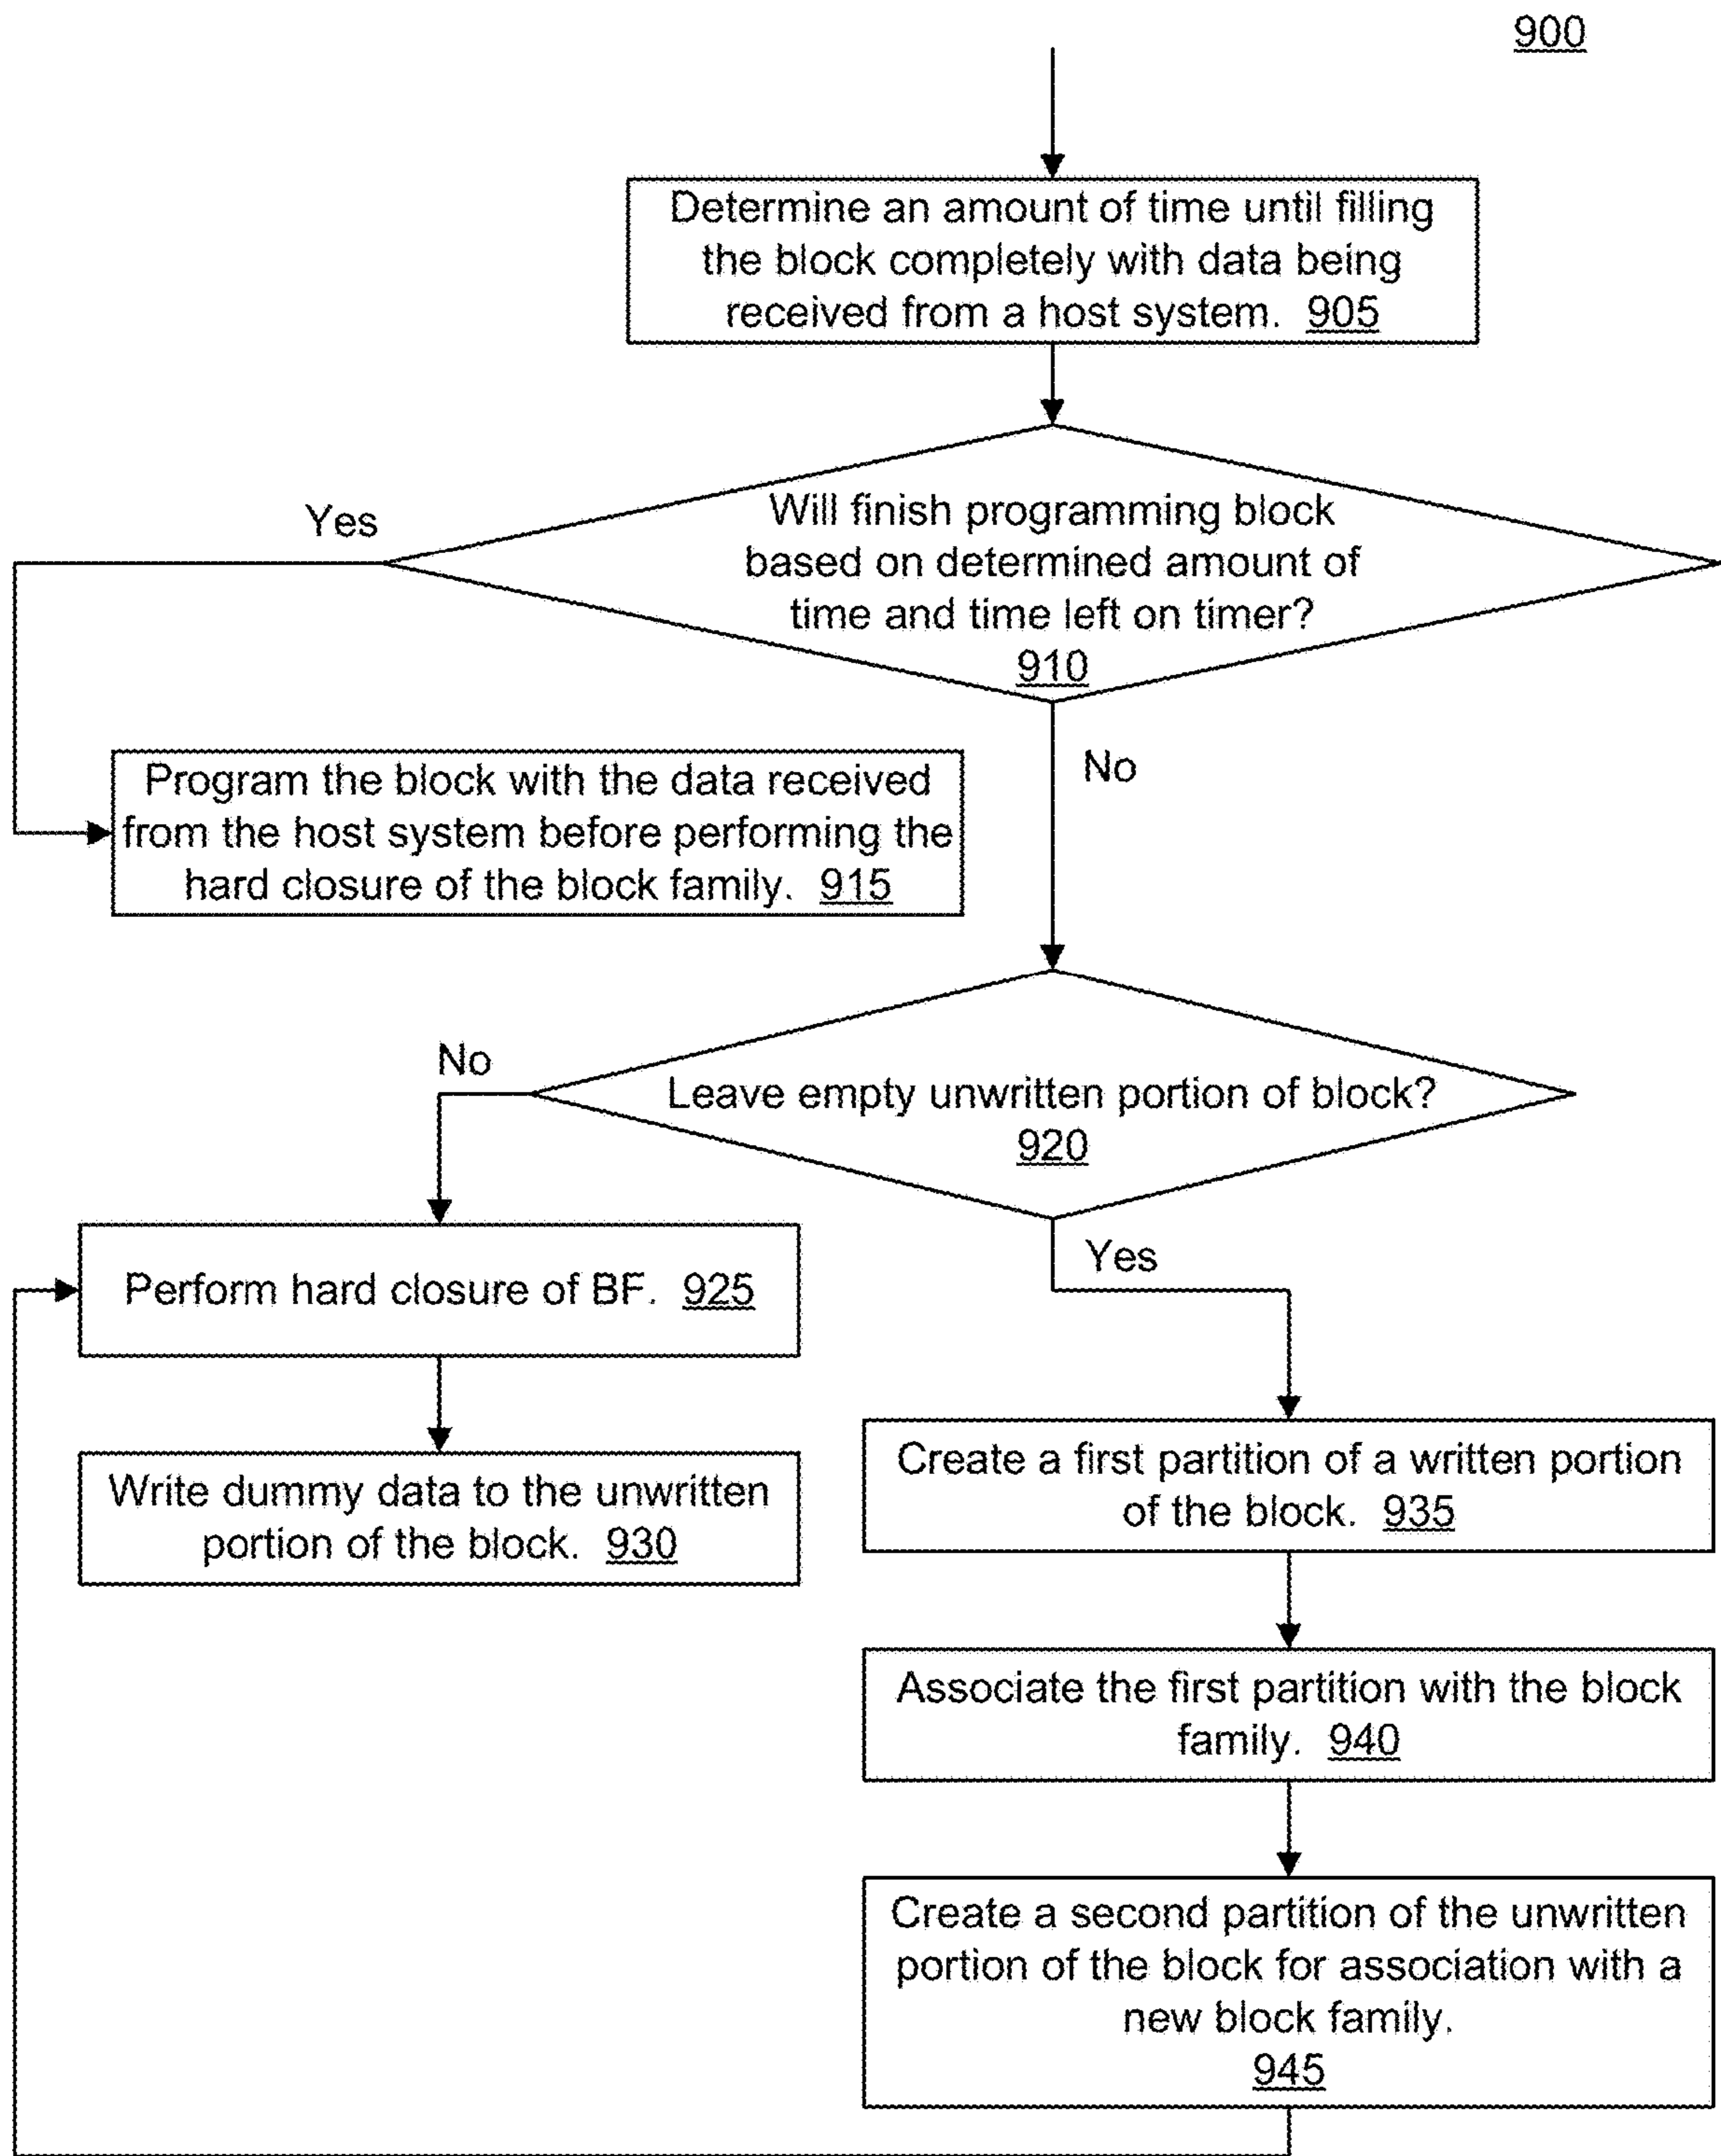 900
Determine an amount of time until filling
the block completely with data being
received from a host system. 905
Yes
Will finish programming block
based on determined amount of
time and time left on timer?
910
No
Program the block with the data received
from the host system before performing the
hard closure of the block family. 915
No
Leave empty unwritten portion of block?
920
Yes
Perform hard closure of BF. 925
Write dummy data to the unwritten
portion of the block. 930
Create a first partition of a written portion
of the block. 935
Associate the first partition with the block
family. 940
Create a second partition of the unwritten
portion of the block for association with a
new block family.
945